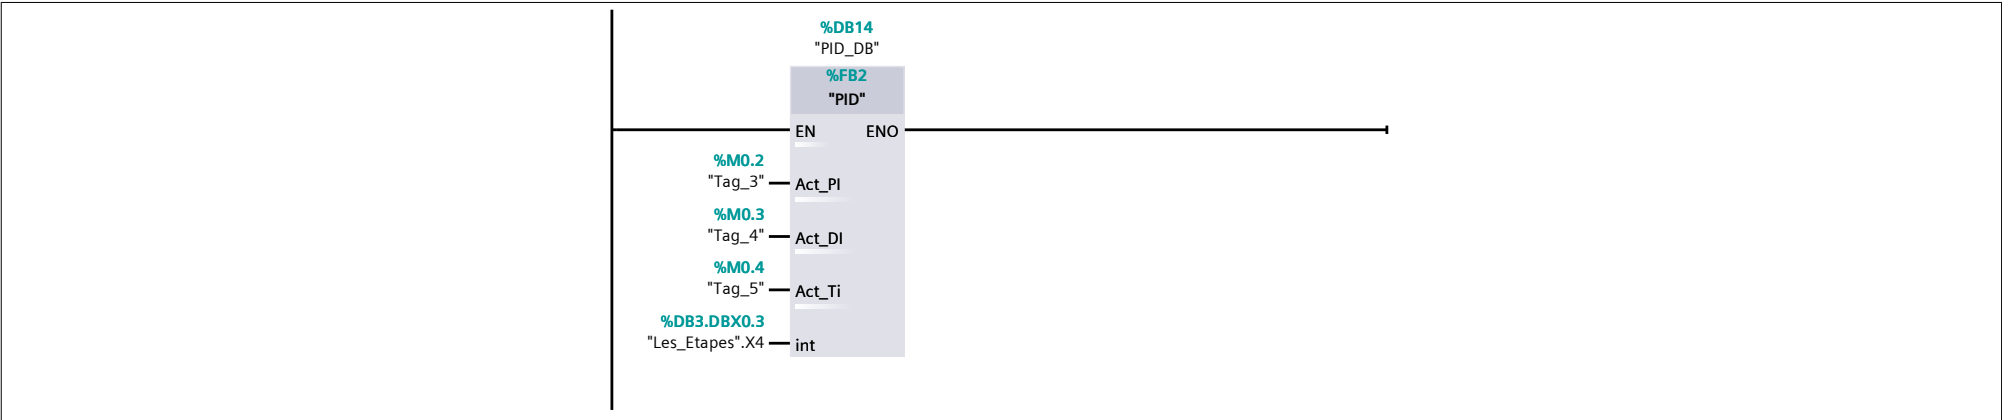 %DB14
"PID_DB"
%FB2
"PID"
EN ENO
%M0.2
"Tag_3" Act_PI
%M0.3
"Tag_4" Act_DI
%M0.4
"Tag_5" Act_Ti
%DB3.DBX0.3
"Les_Etapes".X4 int